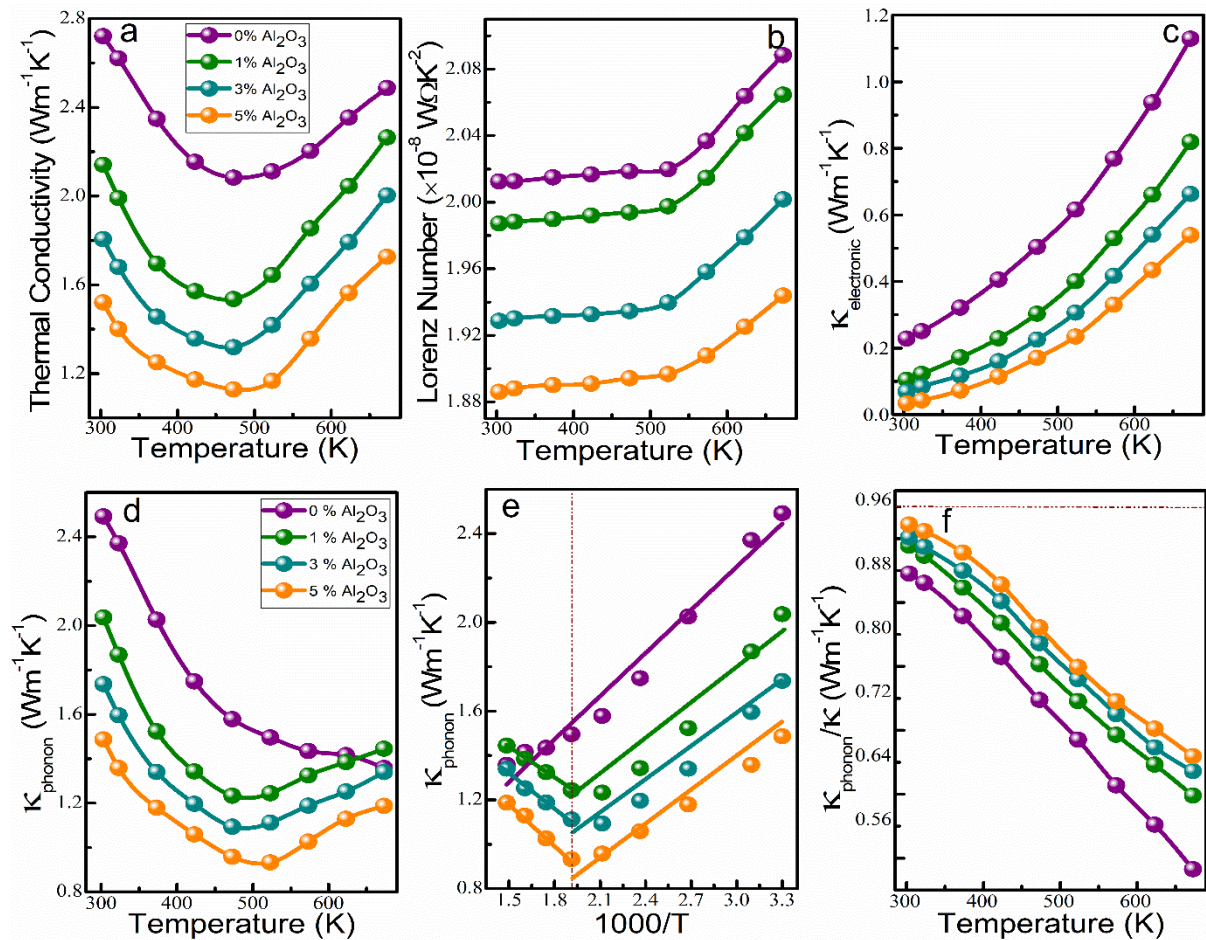 a
0% Al₂O₃
1% Al₂O₃
3% Al₂O₃
5% Al₂O₃
Thermal Conductivity (Wm⁻¹K⁻¹)
2.8
2.4
2.0
1.6
1.2
300 400 500 600
Temperature (K)
b
Lorenz Number (×10⁻⁸ WΩK⁻²)
2.08
2.04
2.00
1.96
1.92
1.88
300 400 500 600
Temperature (K)
c
κelectronic (Wm⁻¹K⁻¹)
1.2
1.0
0.8
0.6
0.4
0.2
0.0
300 400 500 600
Temperature (K)
d
0 % Al₂O₃
1 % Al₂O₃
3 % Al₂O₃
5 % Al₂O₃
κphonon (Wm⁻¹K⁻¹)
2.4
2.0
1.6
1.2
0.8
300 400 500 600
Temperature (K)
e
κphonon (Wm⁻¹K⁻¹)
2.4
2.0
1.6
1.2
0.8
1.5 1.8 2.1 2.4 2.7 3.0 3.3
1000/T
f
κphonon/κ (Wm⁻¹K⁻¹)
0.96
0.88
0.80
0.72
0.64
0.56
300 400 500 600
Temperature (K)